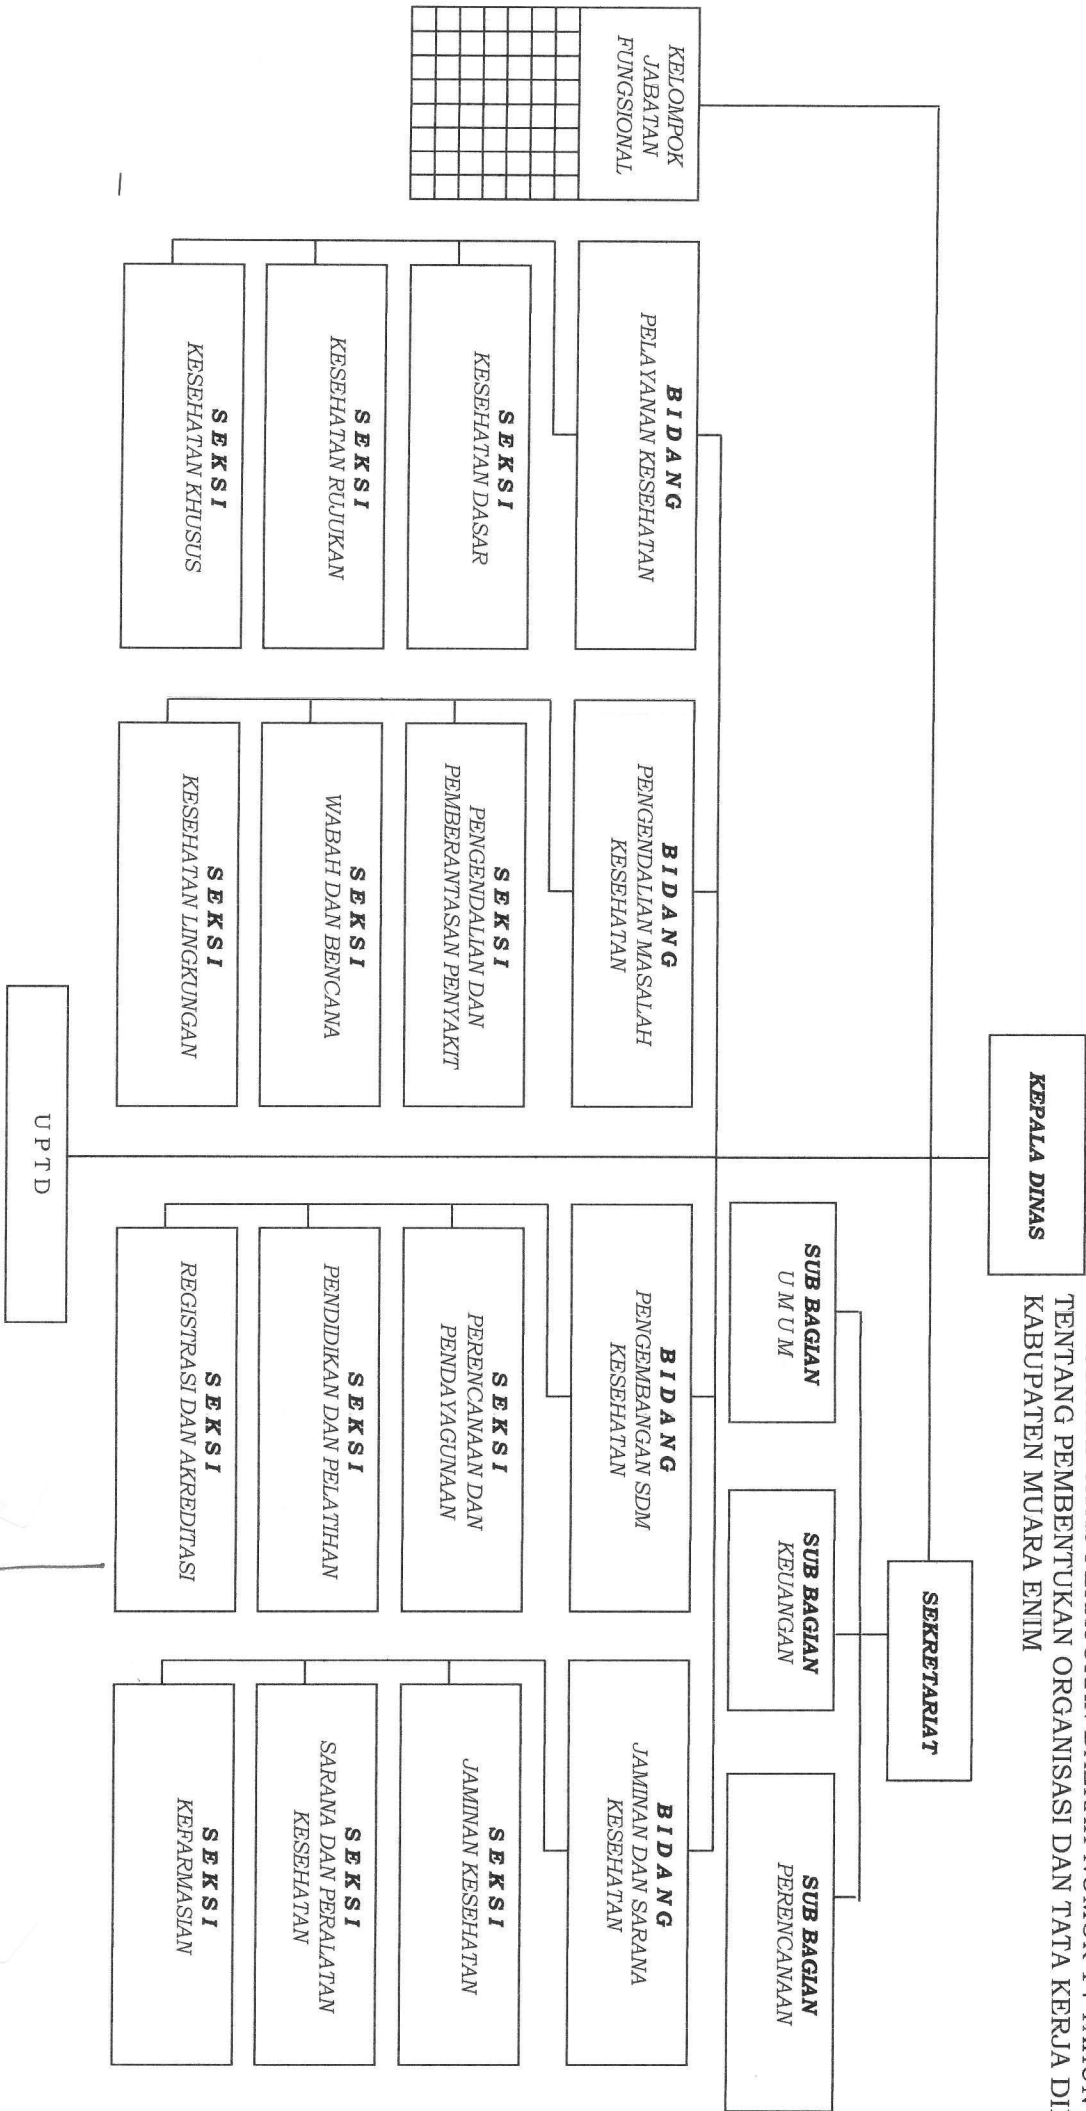 TENTANG PEMBENTUKAN ORGANISASI DAN TATA KERJA
KABUPATEN MUARA ENIM
KEPALA DINAS
SEKRETARIAT
SUB BAGIAN
U M U M
SUB BAGIAN
KEUANGAN
SUB BAGIAN
PERENCANAAN
KELOMPOK
JABATAN
FUNGSIONAL
B I D A N G
PELAYANAN KESEHATAN
S E K S I
KESEHATAN DASAR
S E K S I
KESEHATAN RUJUKAN
S E K S I
KESEHATAN KHUSUS
B I D A N G
PENGENDALIAN MASALAH
KESEHATAN
S E K S I
PENGENDALIAN DAN
PEMBERANTASAN PENYAKIT
S E K S I
WABAH DAN BENCANA
S E K S I
KESEHATAN LINGKUNGAN
B I D A N G
PENGEMBANGAN SDM
KESEHATAN
S E K S I
PERENCANAAN DAN
PENDAYAGUNAAN
S E K S I
PENDIDIKAN DAN PELATIHAN
S E K S I
REGISTRASI DAN AKREDITASI
B I D A N G
JAMINAN DAN SARANA
KESEHATAN
S E K S I
JAMINAN KESEHATAN
S E K S I
SARANA DAN PERALATAN
KESEHATAN
S E K S I
KEFARMASIAN
U P T D